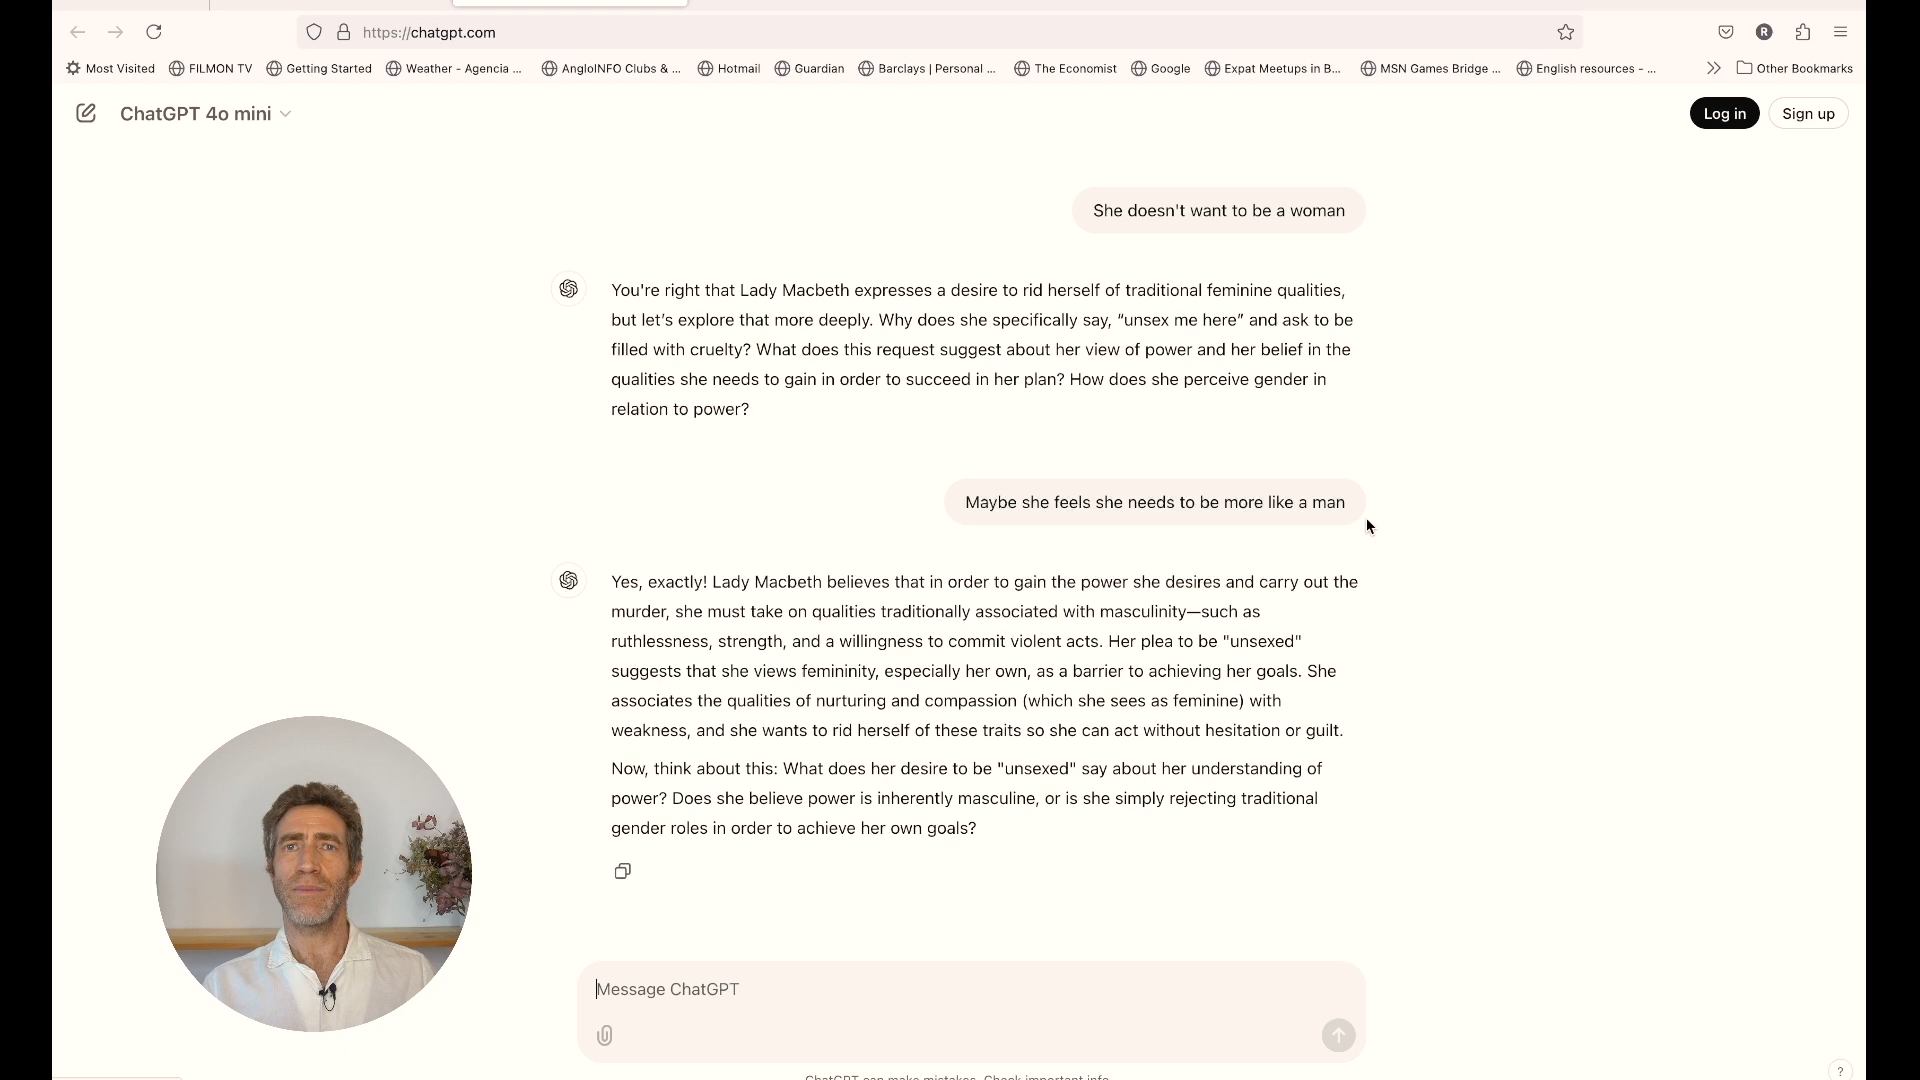 https://chatgpt.com
Most Visited FILMON TV Getting Started Weather - Agencia ... AngloINFO Clubs & ... Hotmail Guardian Barclays | Personal ... The Economist Google Expat Meetups in B... MSN Games Bridge ... English resources - ... Other Bookmarks
ChatGPT 4o mini
Log in Sign up
She doesn't want to be a woman
You're right that Lady Macbeth expresses a desire to rid herself of traditional feminine qualities,
but let’s explore that more deeply. Why does she specifically say, “unsex me here” and ask to be
filled with cruelty? What does this request suggest about her view of power and her belief in the
qualities she needs to gain in order to succeed in her plan? How does she perceive gender in
relation to power?
Maybe she feels she needs to be more like a man
Yes, exactly! Lady Macbeth believes that in order to gain the power she desires and carry out the
murder, she must take on qualities traditionally associated with masculinity—such as
ruthlessness, strength, and a willingness to commit violent acts. Her plea to be "unsexed"
suggests that she views femininity, especially her own, as a barrier to achieving her goals. She
associates the qualities of nurturing and compassion (which she sees as feminine) with
weakness, and she wants to rid herself of these traits so she can act without hesitation or guilt.
Now, think about this: What does her desire to be "unsexed" say about her understanding of
power? Does she believe power is inherently masculine, or is she simply rejecting traditional
gender roles in order to achieve her own goals?
Message ChatGPT
ChatGPT can make mistakes. Check important info.
R
?